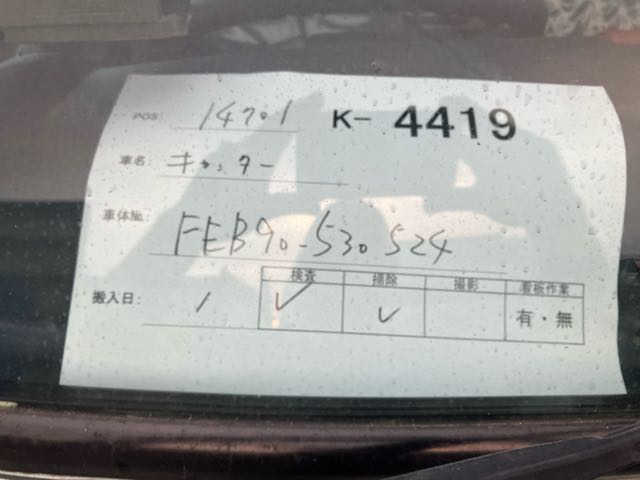 POS: 14701 K- 4419
車名: キャンター
車体№: FEB90-530524
検査 掃除 撮影 看板作業
搬入日: / ✓ ✓ 有・無